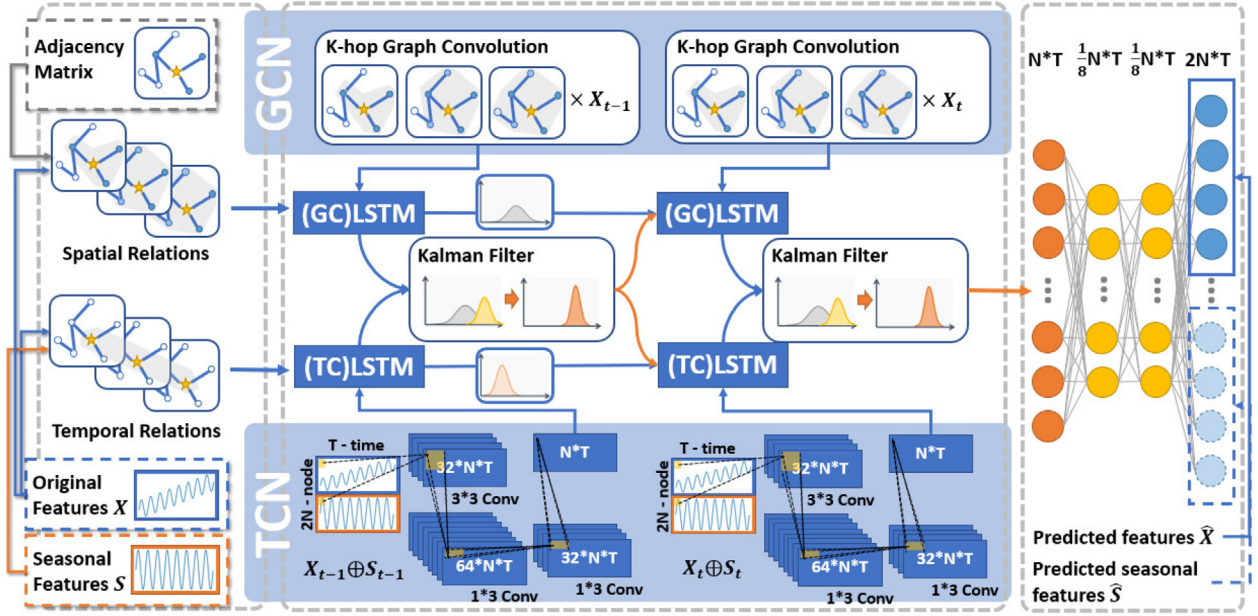 Adjacency
Matrix
Spatial Relations
Temporal Relations
Original
Features X
Seasonal
Features S
GCN
K-hop Graph Convolution
× X_{t−1}
K-hop Graph Convolution
× X_t
(GC)LSTM
(GC)LSTM
Kalman Filter
Kalman Filter
(TC)LSTM
(TC)LSTM
TCN
T - time
2N - node
32*N*T
3*3 Conv
N*T
64*N*T
1*3 Conv
32*N*T
1*3 Conv
X_{t−1}⊕S_{t−1}
T - time
2N - node
32*N*T
3*3 Conv
N*T
64*N*T
1*3 Conv
32*N*T
1*3 Conv
X_t⊕S_t
N*T 1/8 N*T 1/8 N*T 2N*T
Predicted features X̂
Predicted seasonal
features Ŝ